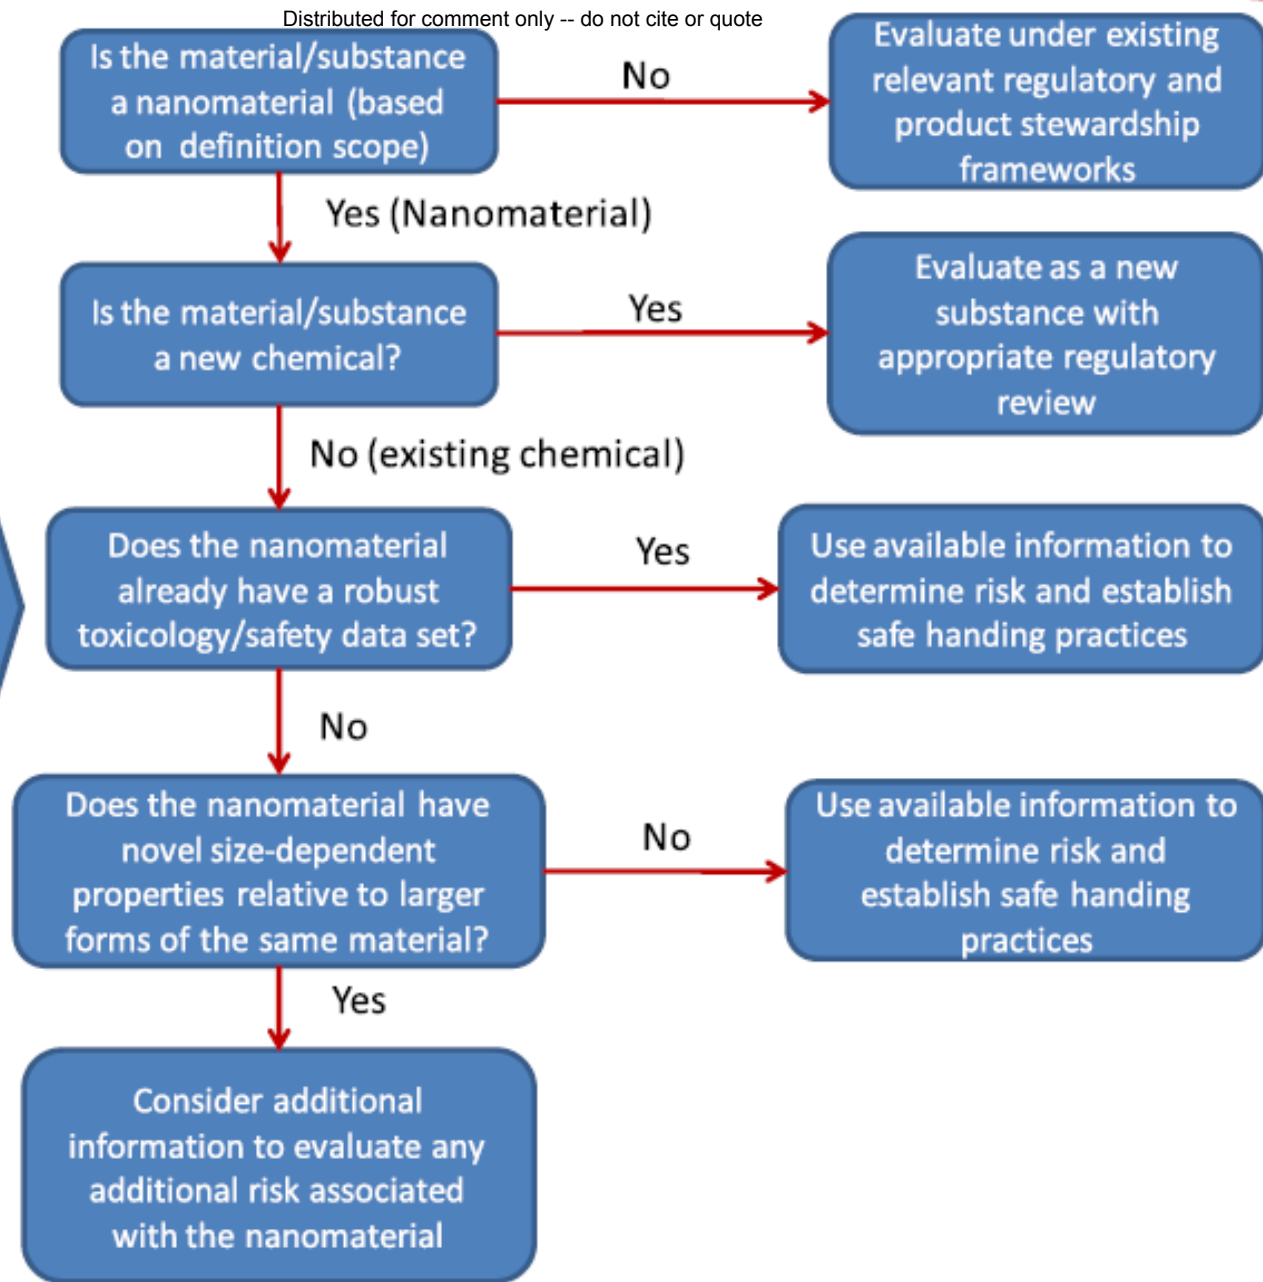 Distributed for comment only -- do not cite or quote
Is the material/substance
a nanomaterial (based
on definition scope)
No
Evaluate under existing
relevant regulatory and
product stewardship
frameworks
Yes (Nanomaterial)
Is the material/substance
a new chemical?
Yes
Evaluate as a new
substance with
appropriate regulatory
review
No (existing chemical)
Does the nanomaterial
already have a robust
toxicology/safety data set?
Yes
Use available information to
determine risk and establish
safe handing practices
No
Does the nanomaterial have
novel size-dependent
properties relative to larger
forms of the same material?
No
Use available information to
determine risk and
establish safe handing
practices
Yes
Consider additional
information to evaluate any
additional risk associated
with the nanomaterial